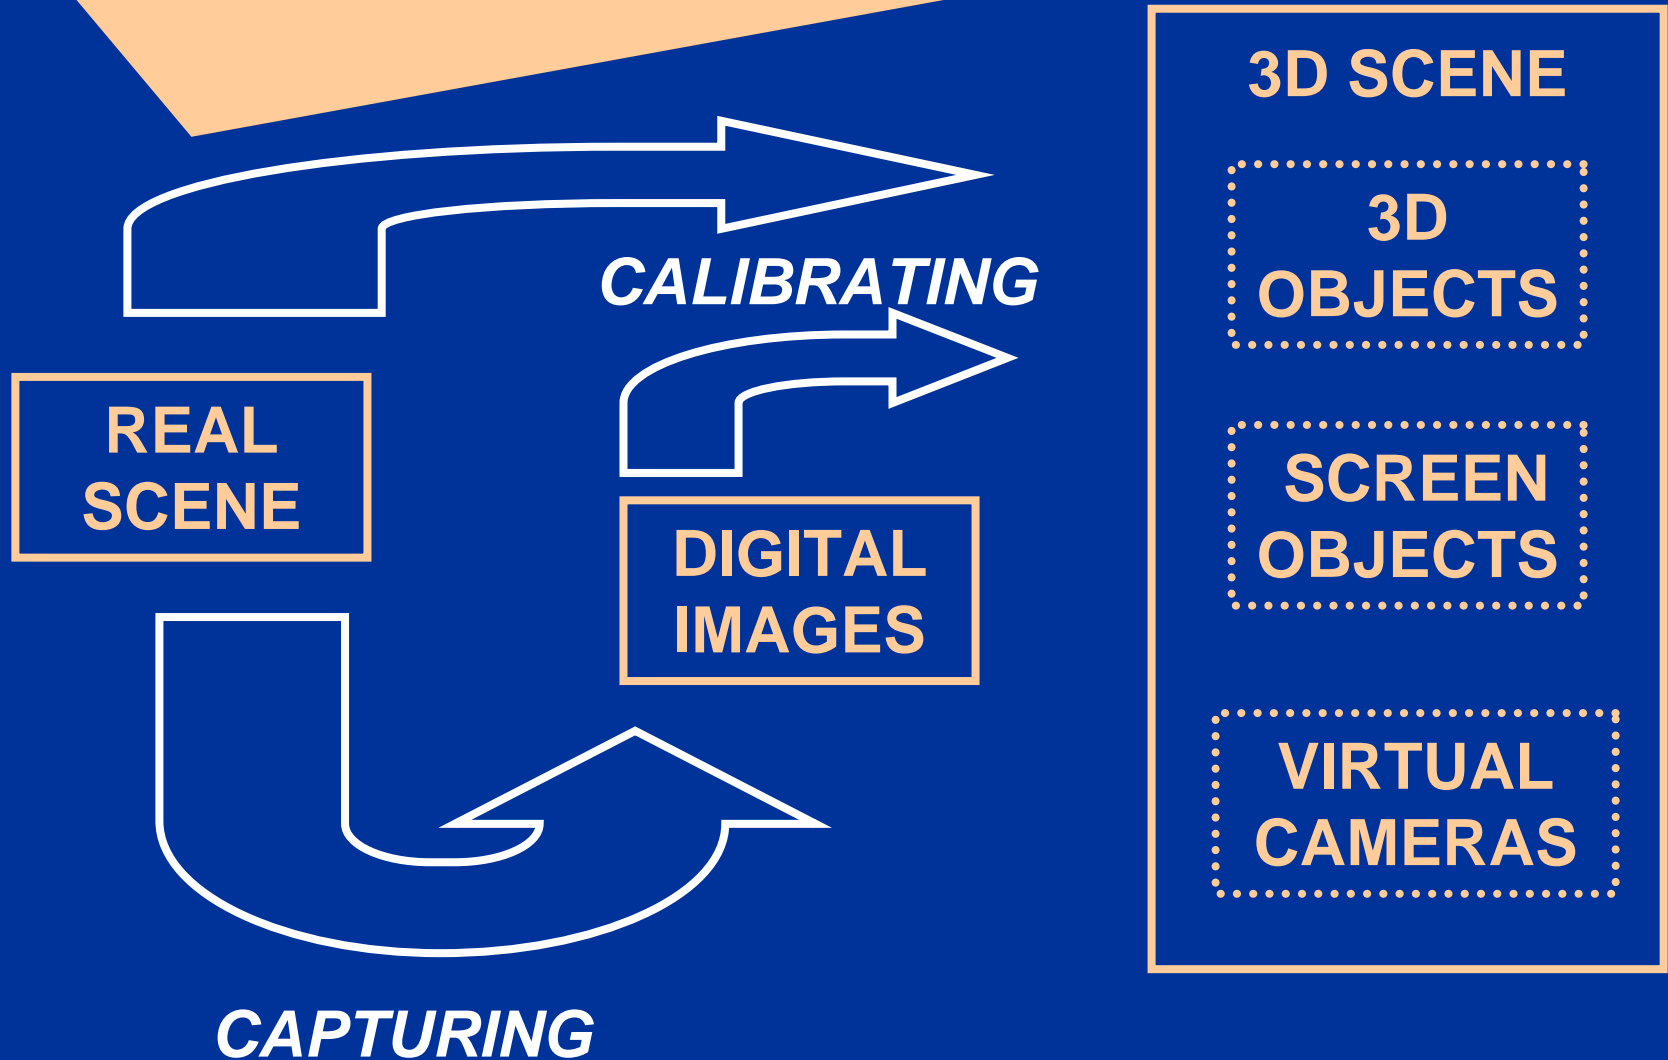 3D SCENE
3D
OBJECTS
CALIBRATING
REAL
SCENE
DIGITAL
IMAGES
SCREEN
OBJECTS
VIRTUAL
CAMERAS
CAPTURING